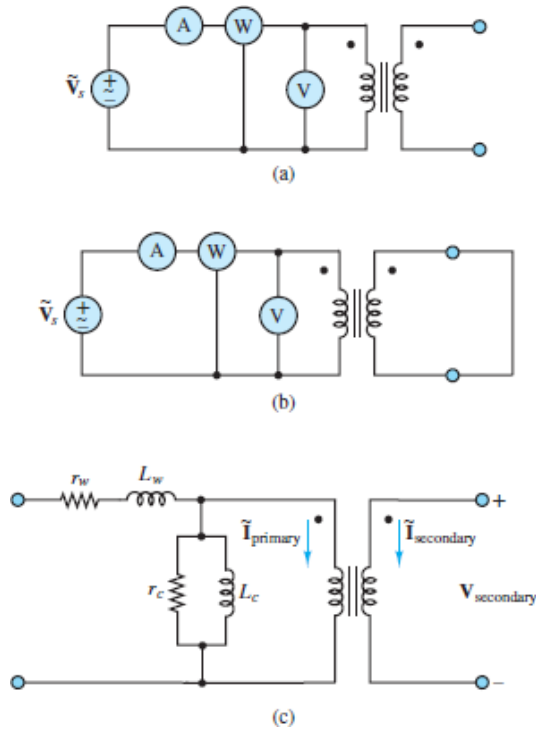 A W
Ṽs + ~ − V
(a)
A W
Ṽs + ~ − V
(b)
rw Lw
+
Ĩprimary Ĩsecondary
rc Lc Vsecondary
−
(c)